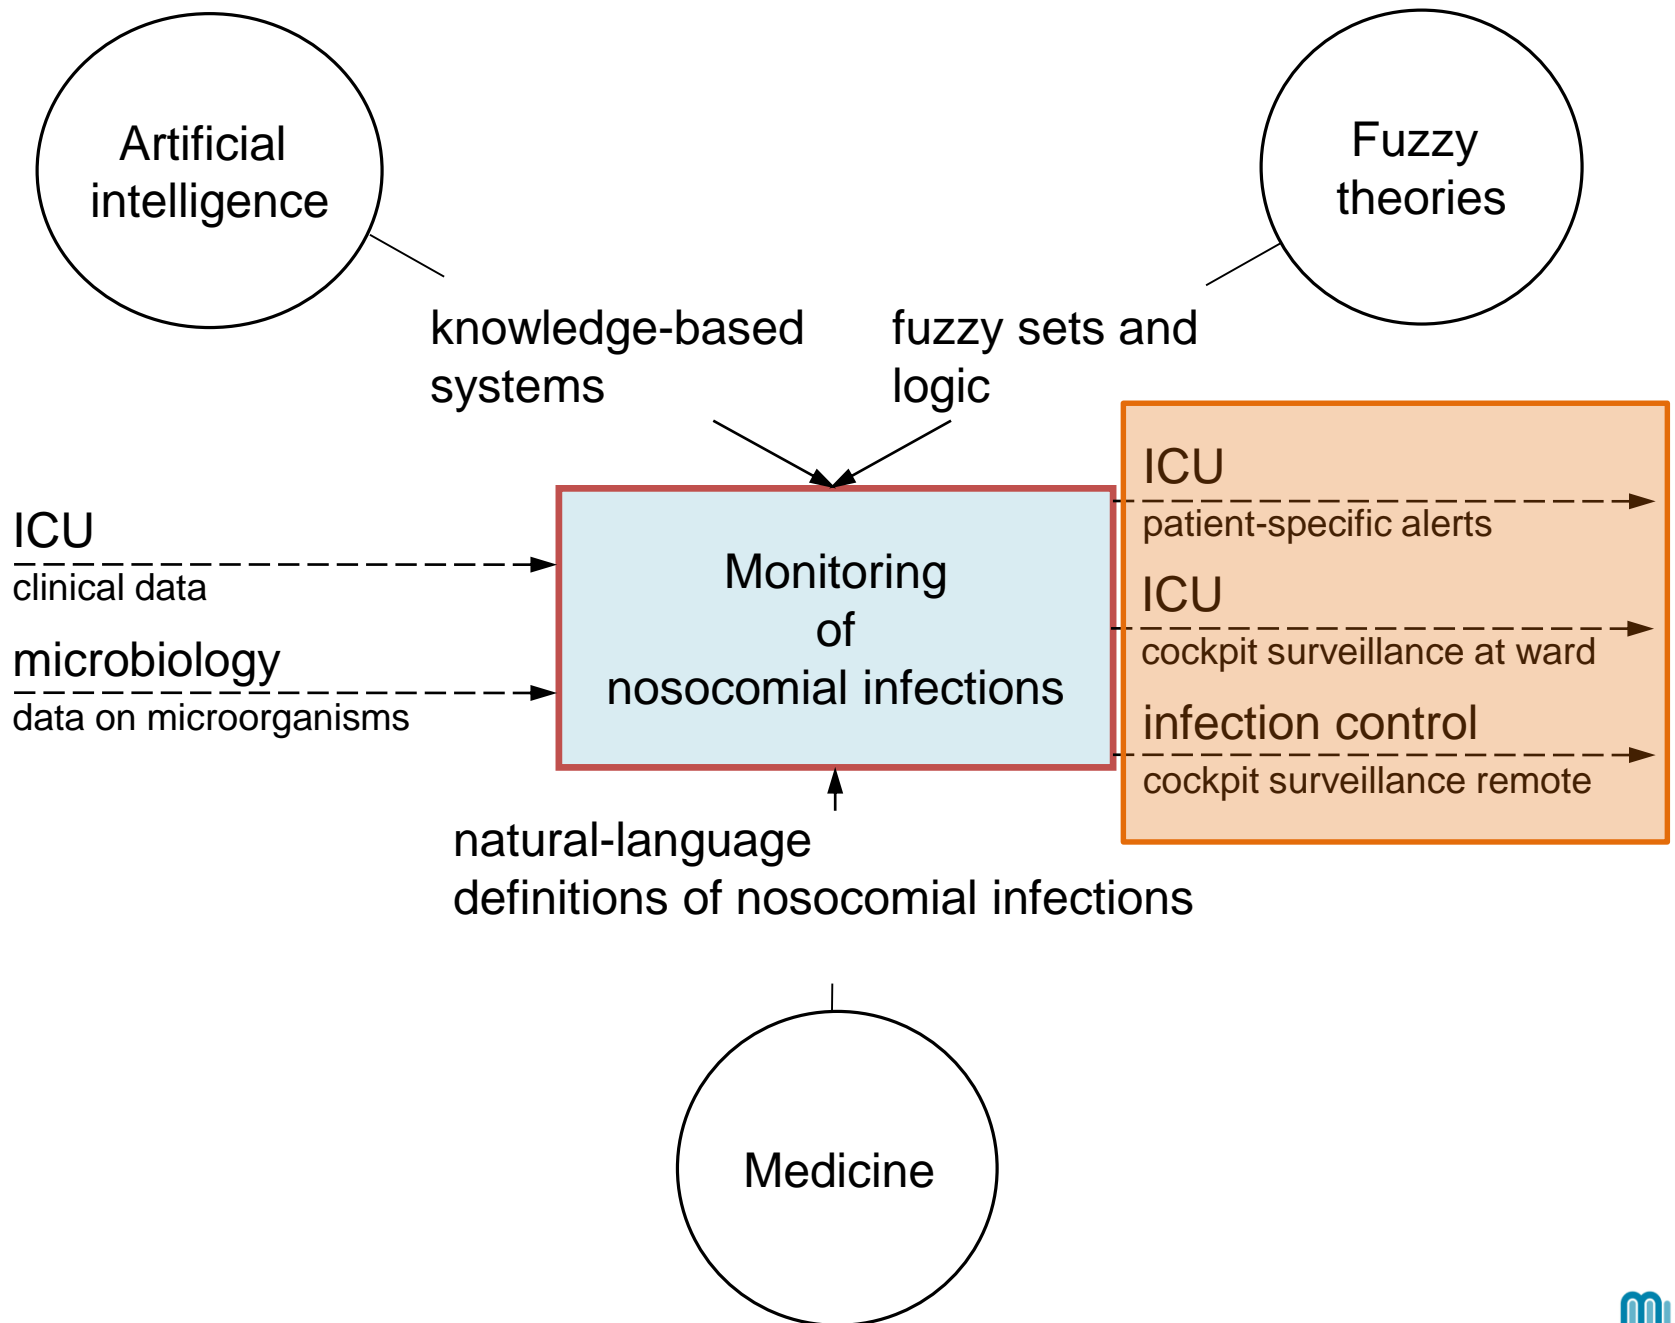 Artificial
intelligence
Fuzzy
theories
knowledge-based
systems
fuzzy sets and
logic
ICU
clinical data
microbiology
data on microorganisms
Monitoring
of
nosocomial infections
ICU
patient-specific alerts
ICU
cockpit surveillance at ward
infection control
cockpit surveillance remote
natural-language
definitions of nosocomial infections
Medicine